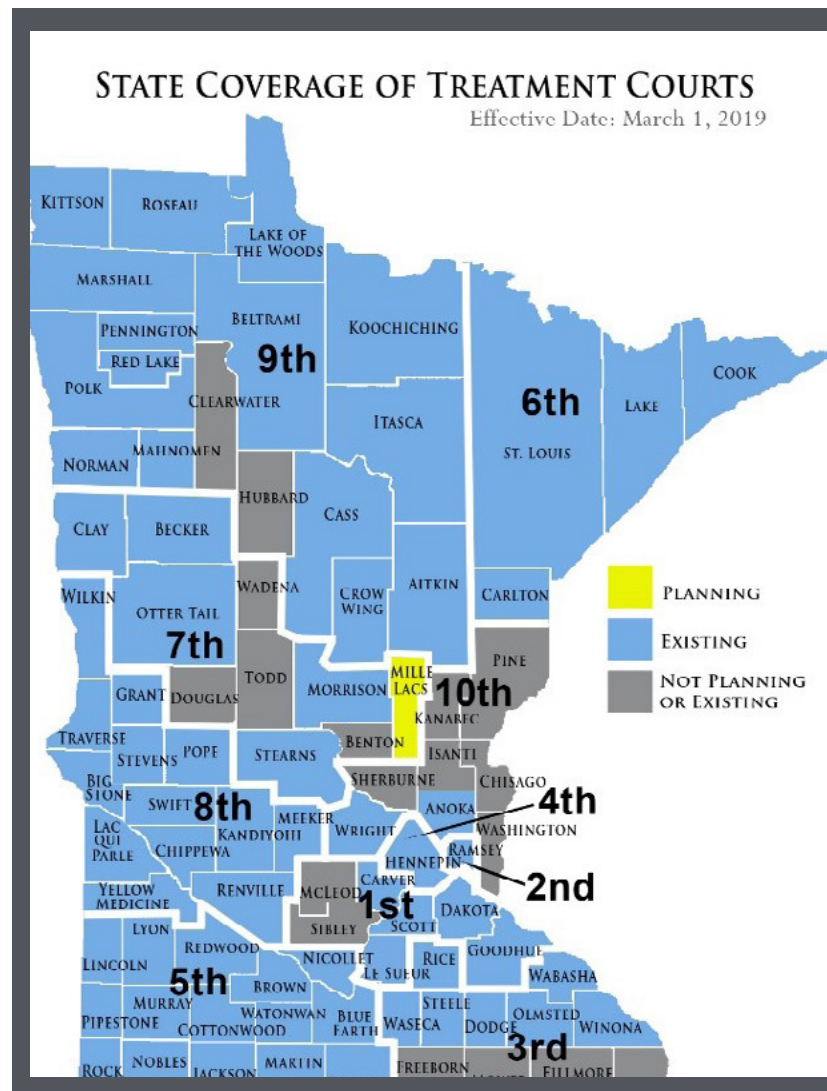 STATE COVERAGE OF TREATMENT COURTS
Effective Date: March 1, 2019
KITTSON
ROSEAU
LAKE OF
THE WOODS
MARSHALL
BELTRAMI
KOOCHICHING
PENNINGTON
RED LAKE
9th
POLK
CLEARWATER
6th
COOK
LAKE
ITASCA
ST. LOUIS
NORMAN
MAHNOMEN
HUBBARD
CASS
CLAY
BECKER
WADENA
CROW
WING
AITKIN
CARLTON
WILKIN
OTTER TAIL
7th
PLANNING
EXISTING
NOT PLANNING
OR EXISTING
PINE
MILLE
LACS
10th
TODD
MORRISON
GRANT
DOUGLAS
KANABEC
BENTON
TRAVERSE
STEVENS
POPE
STEARNS
ISANTI
SHERBURNE
CHISAGO
BIG
STONE
SWIFT
8th
KANDIYOHI
MEEKER
WRIGHT
ANOKA
4th
WASHINGTON
LAC
QUI
PARLE
CHIPPEWA
RAMSEY
HENNEPIN
2nd
YELLOW
MEDICINE
RENVILLE
MCLEOD
CARVER
1st
SCOTT
DAKOTA
SIBLEY
LYON
REDWOOD
NICOLLET
LE SUEUR
RICE
GOODHUE
WABASHA
LINCOLN
5th
BROWN
MURRAY
WATONWAN
COTTONWOOD
BLUE
EARTH
WASECA
STEELE
DODGE
OLMSTED
WINONA
PIPESTONE
3rd
ROCK
NOBLES
JACKSON
MARTIN
FREEBORN
FILLMORE